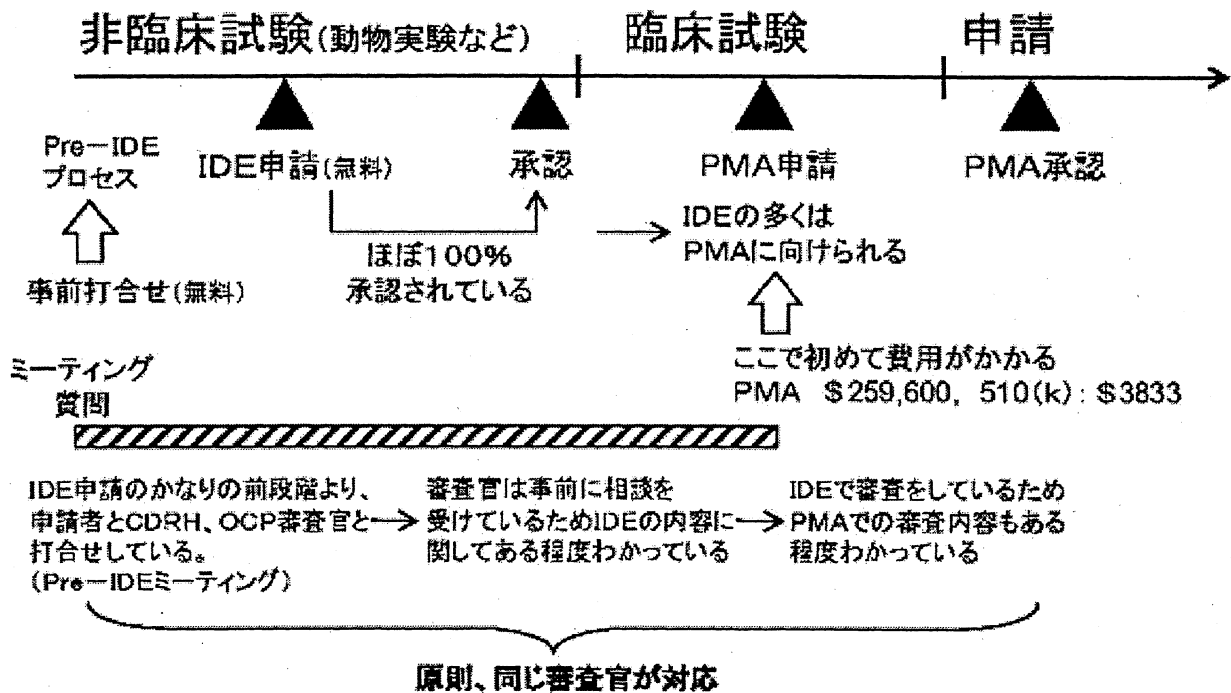 非臨床試験(動物実験など)
臨床試験
申請
Pre－IDE
プロセス
IDE申請(無料)
承認
PMA申請
PMA承認
ほぼ100%
承認されている
IDEの多くは
PMAに向けられる
事前打合せ(無料)
ここで初めて費用がかかる
PMA $259,600, 510(k): $3833
ミーティング
質問
IDE申請のかなりの前段階より、
申請者とCDRH、OCP審査官と
打合せしている。
(Pre－IDEミーティング)
審査官は事前に相談を
受けているためIDEの内容に
関してある程度わかっている
IDEで審査をしているため
PMAでの審査内容もある
程度わかっている
原則、同じ審査官が対応